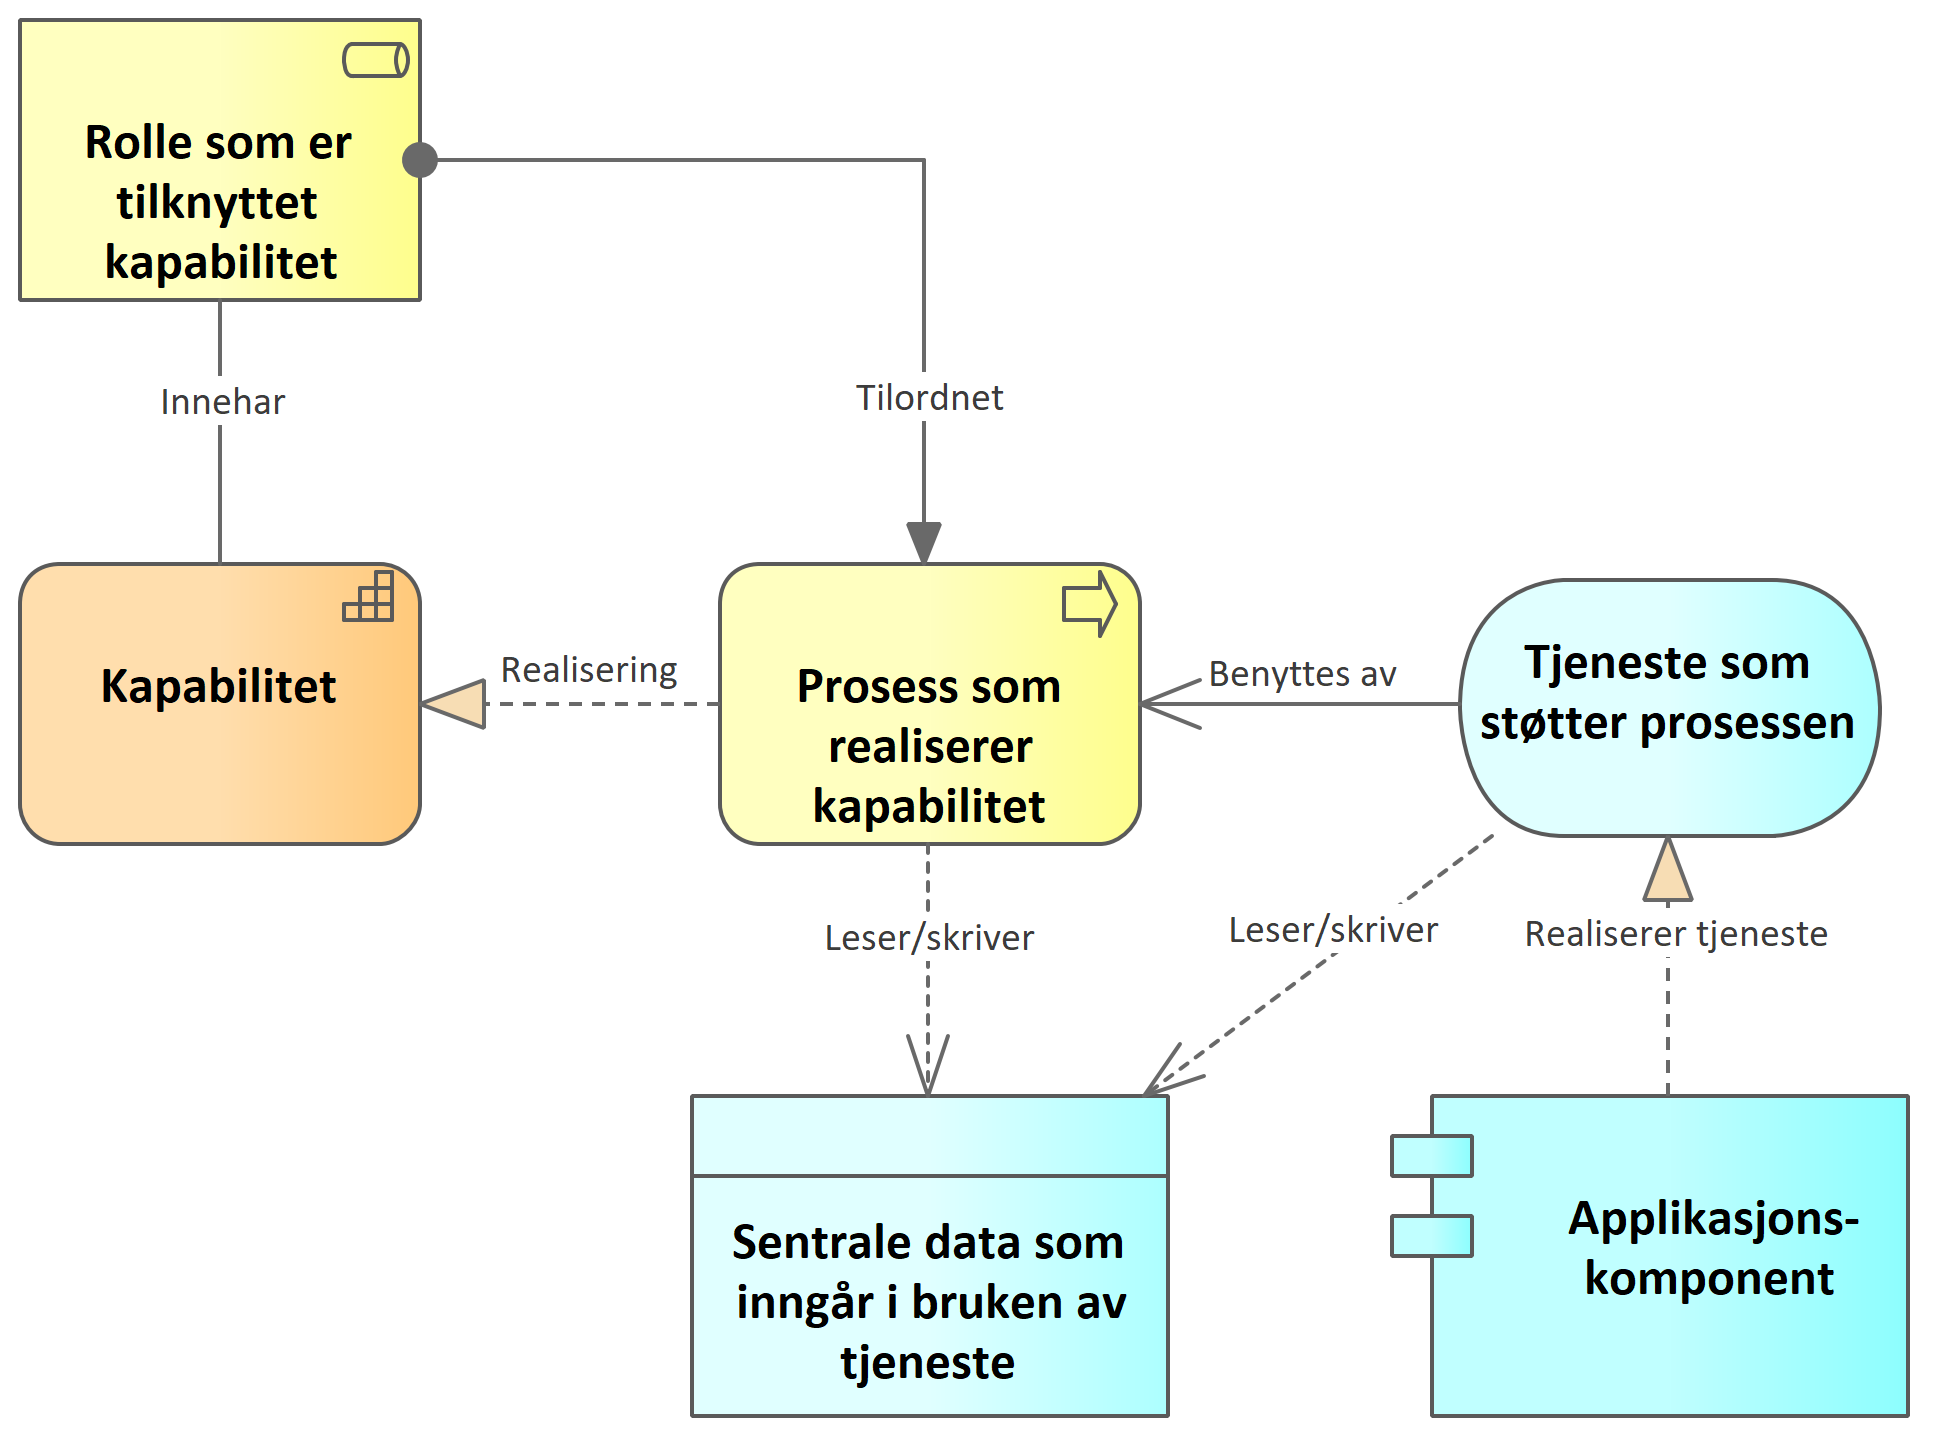 Rolle som er
tilknyttet
kapabilitet
Innehar
Tilordnet
Kapabilitet
Realisering
Prosess som
realiserer
kapabilitet
Benyttes av
Tjeneste som
støtter prosessen
Leser/skriver
Leser/skriver
Realiserer tjeneste
Sentrale data som
inngår i bruken av
tjeneste
Applikasjons-
komponent